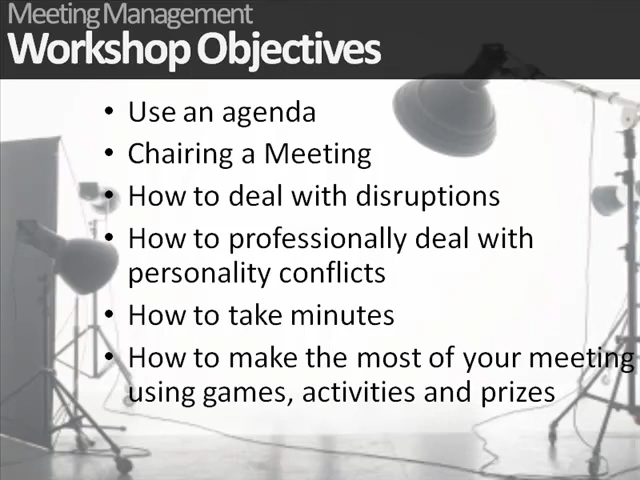 Meeting Management
Workshop Objectives
• Use an agenda
• Chairing a Meeting
• How to deal with disruptions
• How to professionally deal with
personality conflicts
• How to take minutes
• How to make the most of your meeting
using games, activities and prizes